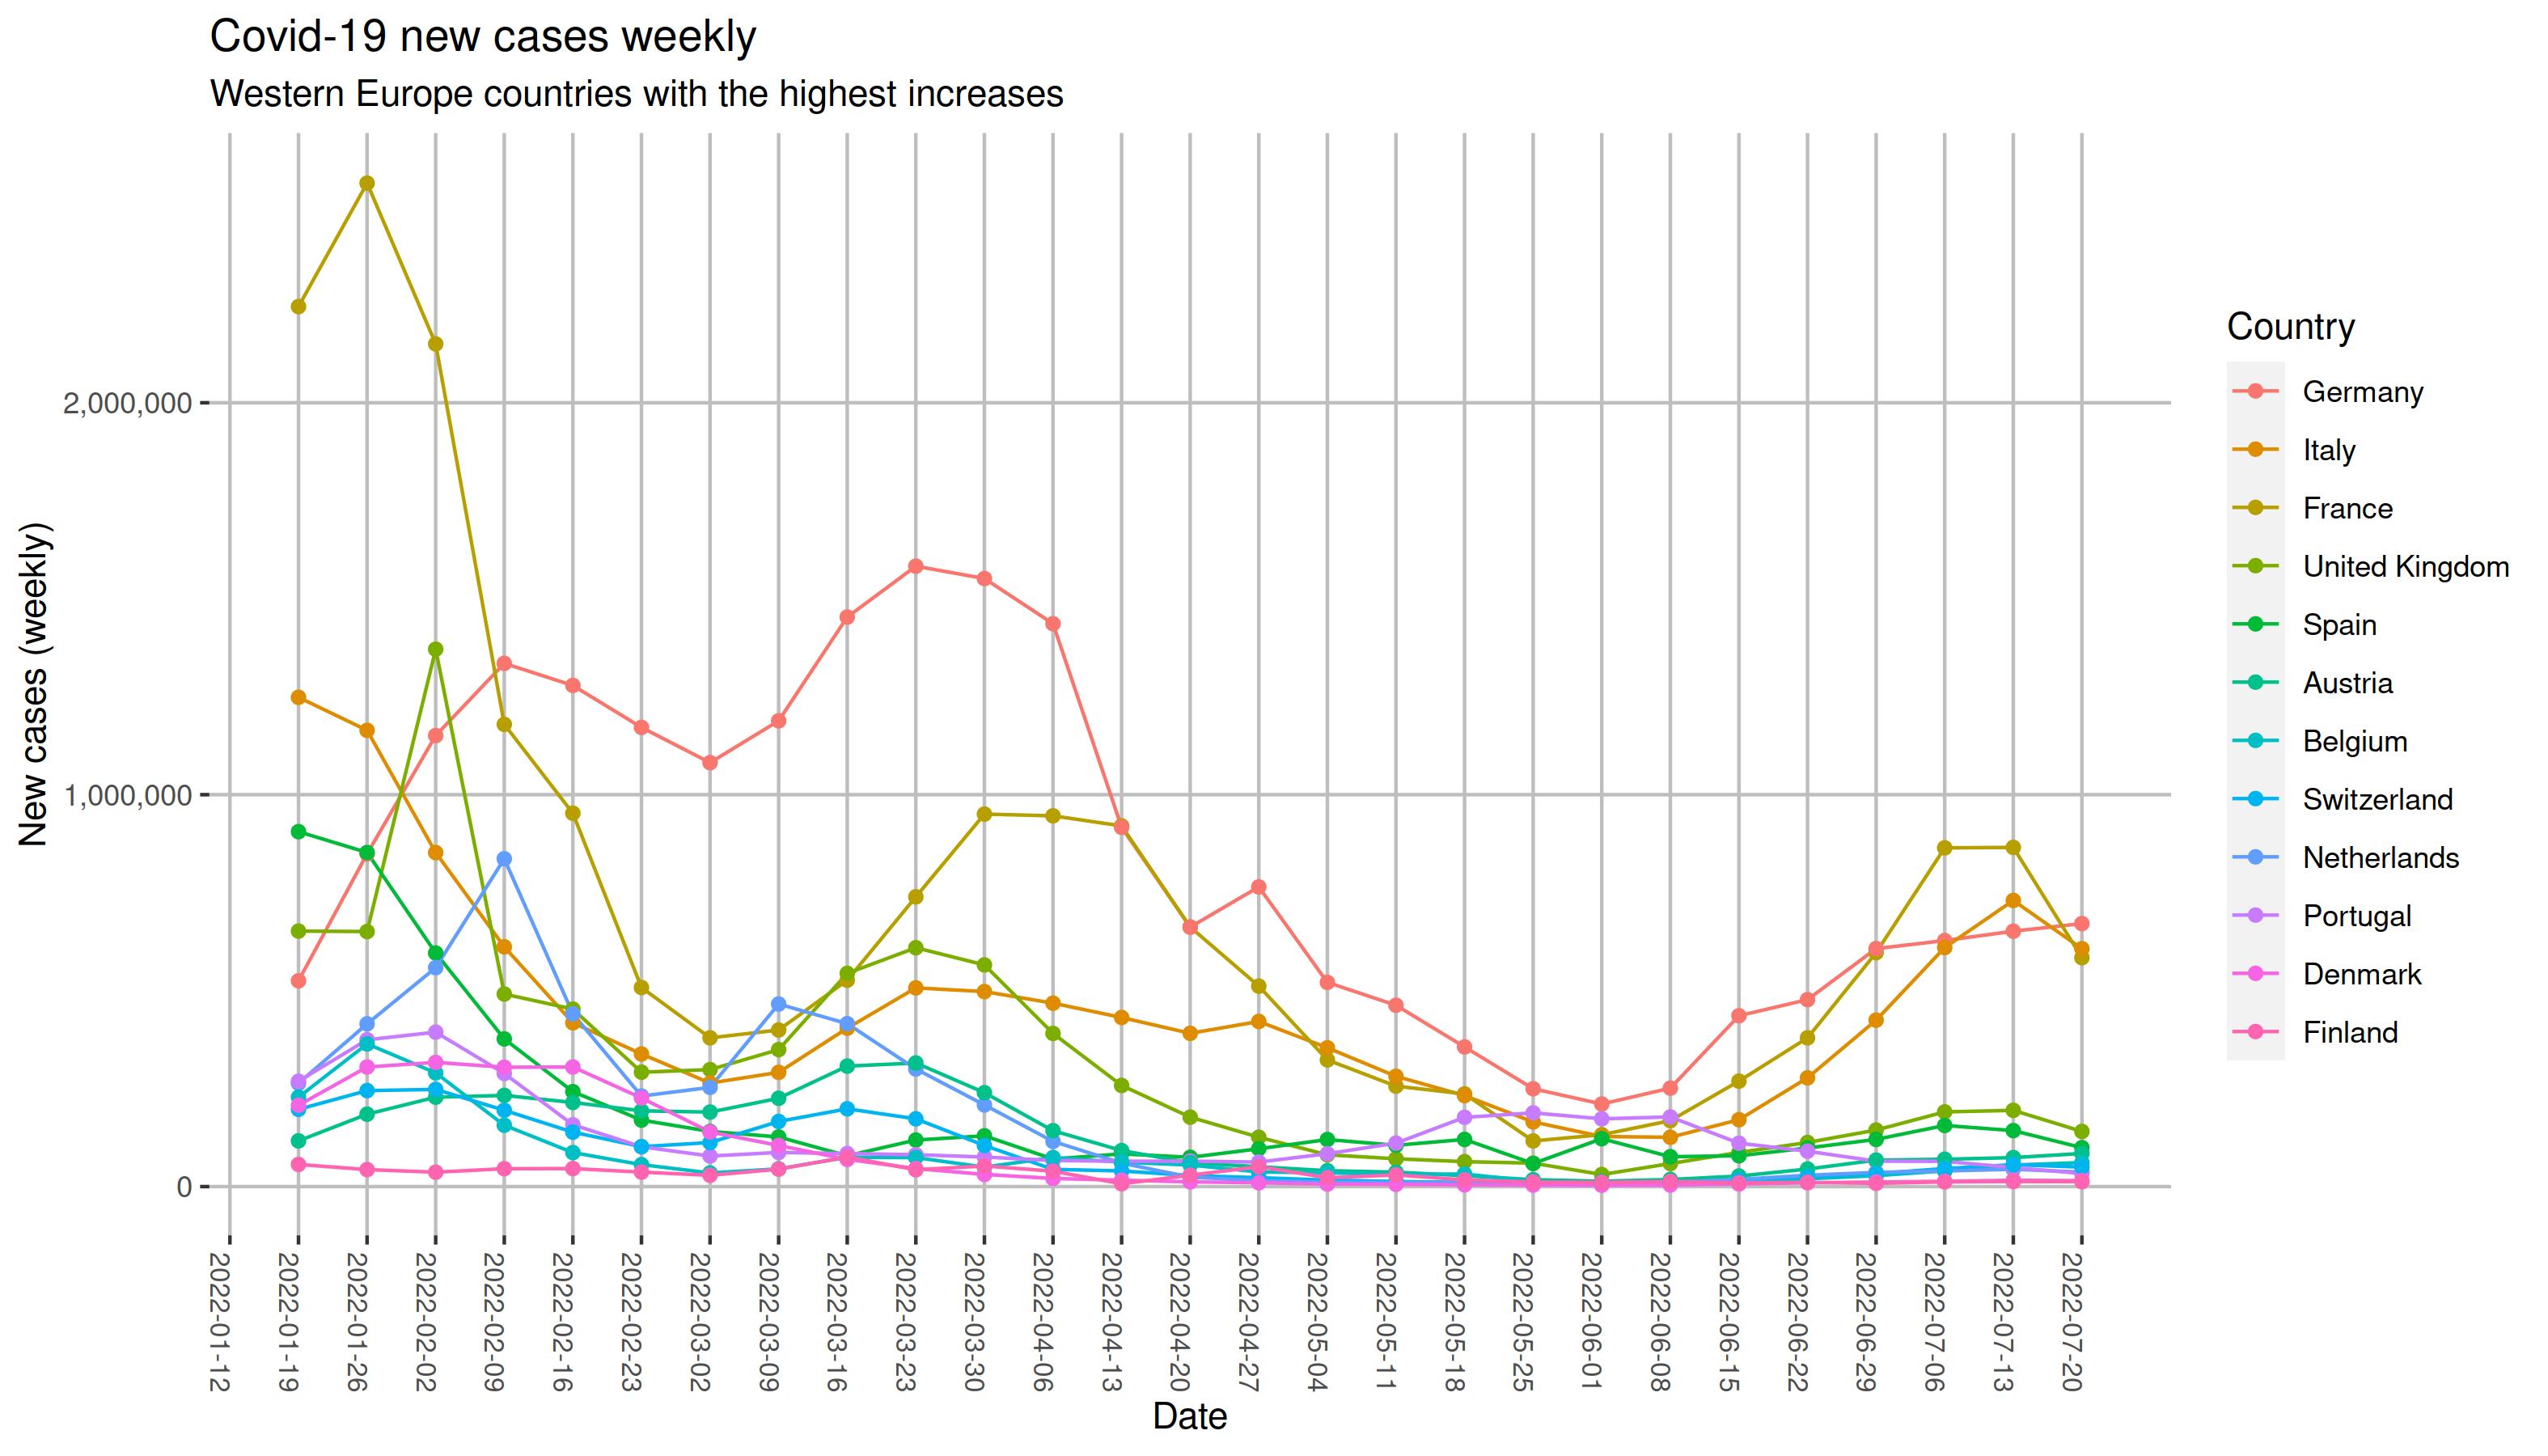 Covid-19 new cases weekly
Western Europe countries with the highest increases
New cases (weekly)
2,000,000
1,000,000
0
2022-01-12
2022-01-19
2022-01-26
2022-02-02
2022-02-09
2022-02-16
2022-02-23
2022-03-02
2022-03-09
2022-03-16
2022-03-23
2022-03-30
2022-04-06
2022-04-13
2022-04-20
2022-04-27
2022-05-04
2022-05-11
2022-05-18
2022-05-25
2022-06-01
2022-06-08
2022-06-15
2022-06-22
2022-06-29
2022-07-06
2022-07-13
2022-07-20
Date
Country
Germany
Italy
France
United Kingdom
Spain
Austria
Belgium
Switzerland
Netherlands
Portugal
Denmark
Finland